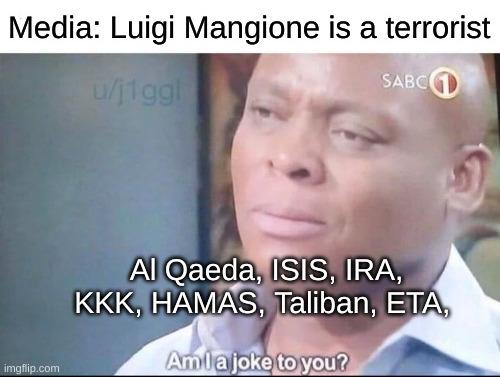 Media: Luigi Mangione is a terrorist
u/j1ggl
SABC 1
Al Qaeda, ISIS, IRA,
KKK, HAMAS, Taliban, ETA,
Am I a joke to you?
imgflip.com